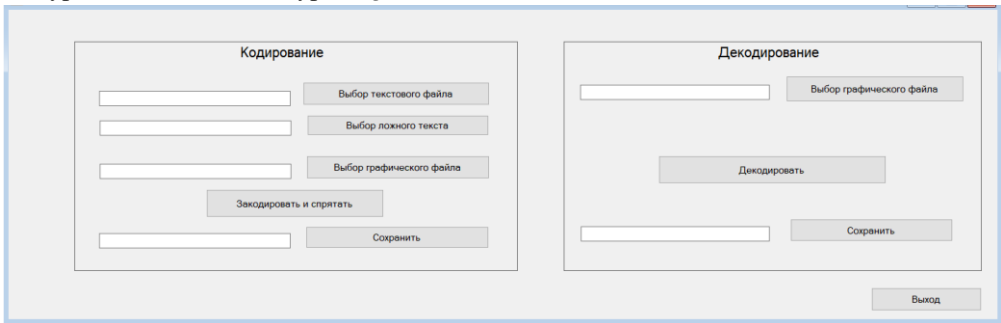 Кодирование
Выбор текстового файла
Выбор ложного текста
Выбор графического файла
Закодировать и спрятать
Сохранить
Декодирование
Выбор графического файла
Декодировать
Сохранить
Выход